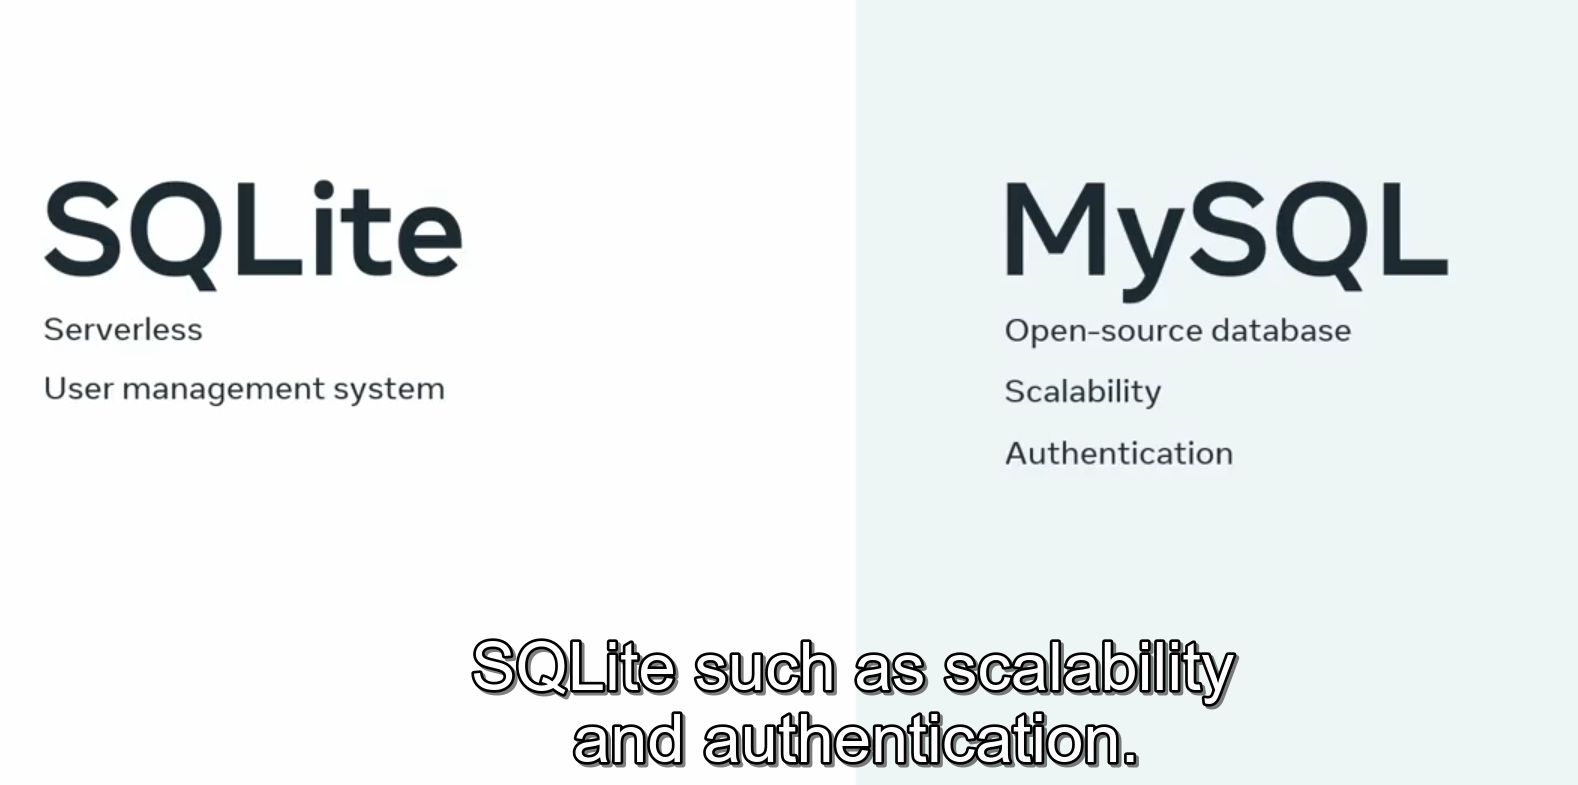 SQLite
Serverless
User management system
MySQL
Open-source database
Scalability
Authentication
SQLite such as scalability
and authentication.